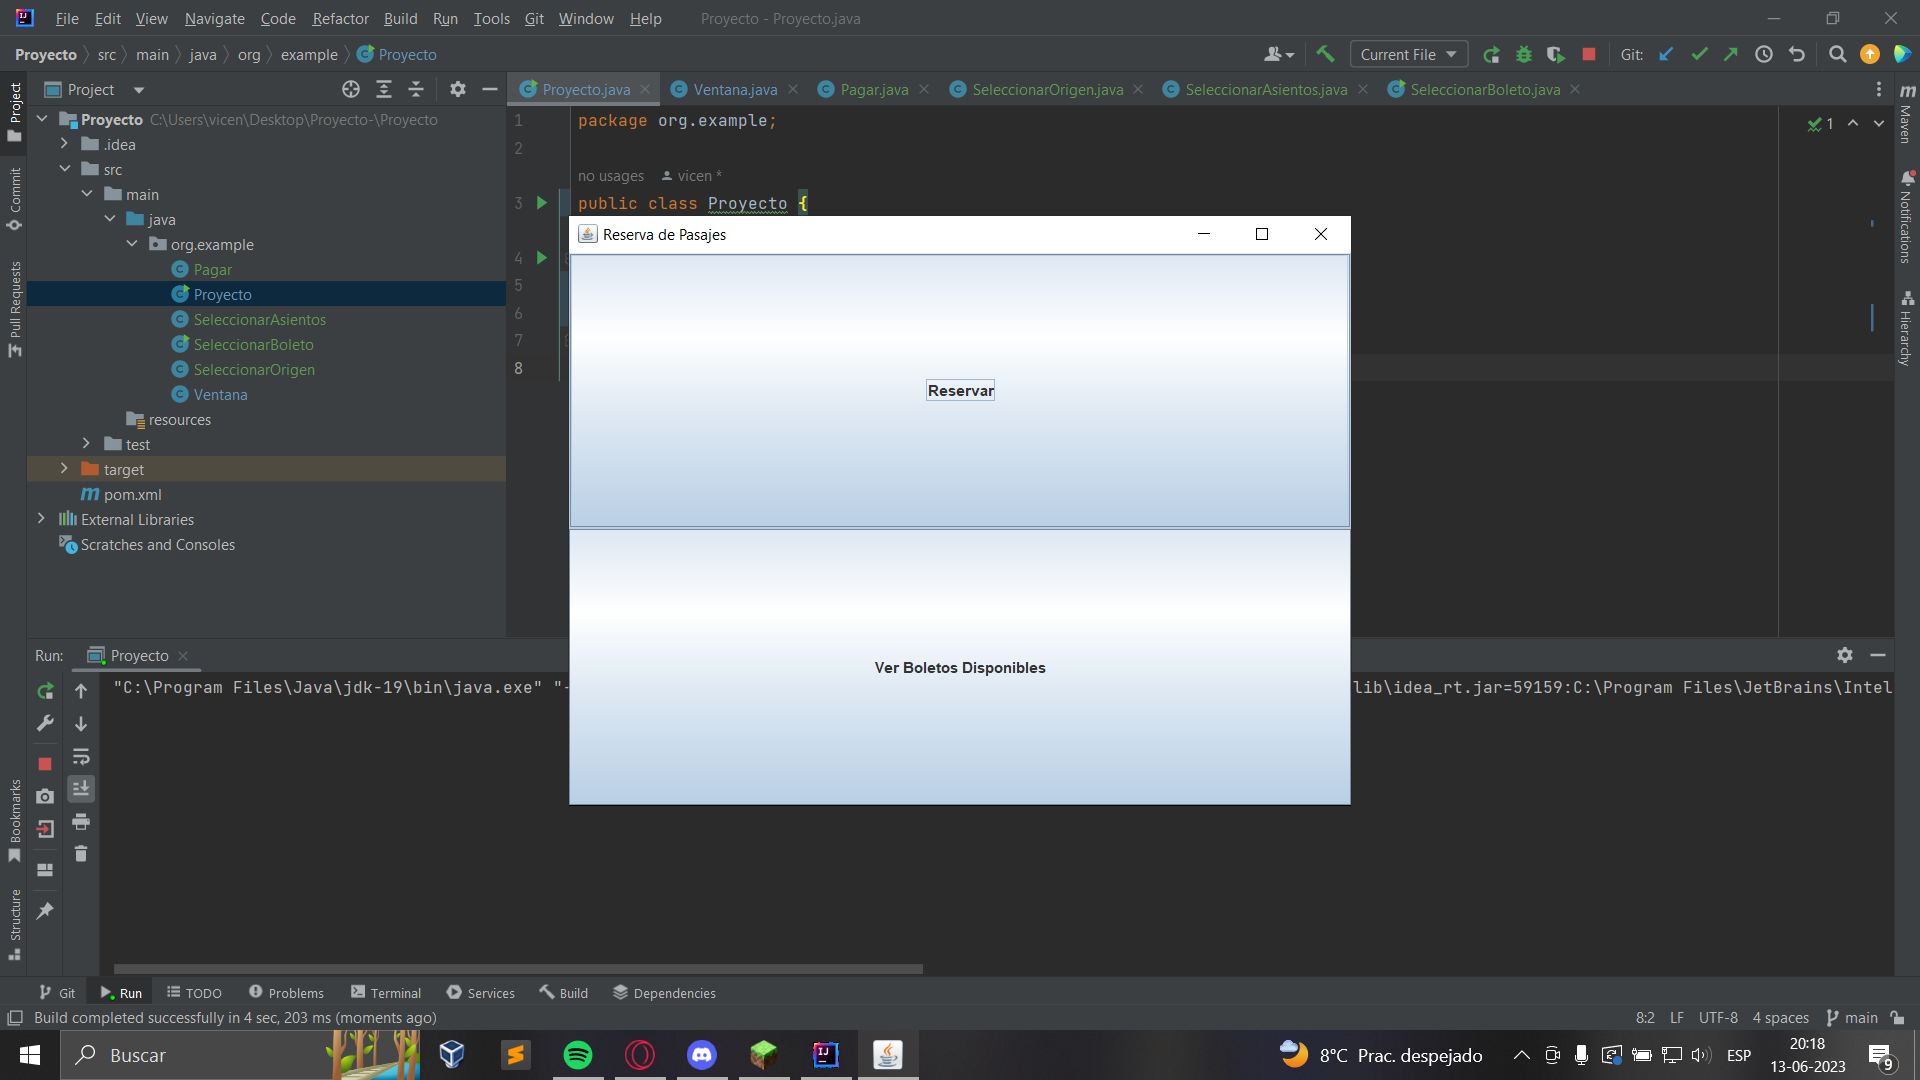 File Edit View Navigate Code Refactor Build Run Tools Git Window Help Proyecto - Proyecto.java
Proyecto src main java org example Proyecto Current File Git:
Project
Proyecto.java Ventana.java Pagar.java SeleccionarOrigen.java SeleccionarAsientos.java SeleccionarBoleto.java
Proyecto C:\Users\vicen\Desktop\Proyecto-\Proyecto
.idea
src
main
java
org.example
Pagar
Proyecto
SeleccionarAsientos
SeleccionarBoleto
SeleccionarOrigen
Ventana
resources
test
target
pom.xml
External Libraries
Scratches and Consoles
1 package org.example;
2
no usages vicen *
3 public class Proyecto {
4
5
6
7
8
1
Project
Commit
Pull Requests
Bookmarks
Structure
Maven
Notifications
Hierarchy
Reserva de Pasajes
Reservar
Ver Boletos Disponibles
Run: Proyecto
"C:\Program Files\Java\jdk-19\bin\java.exe" "- lib\idea_rt.jar=59159:C:\Program Files\JetBrains\Intel
Git Run TODO Problems Terminal Services Build Dependencies
Build completed successfully in 4 sec, 203 ms (moments ago) 8:2 LF UTF-8 4 spaces main
Buscar
8°C Prac. despejado ESP
20:18
13-06-2023
9